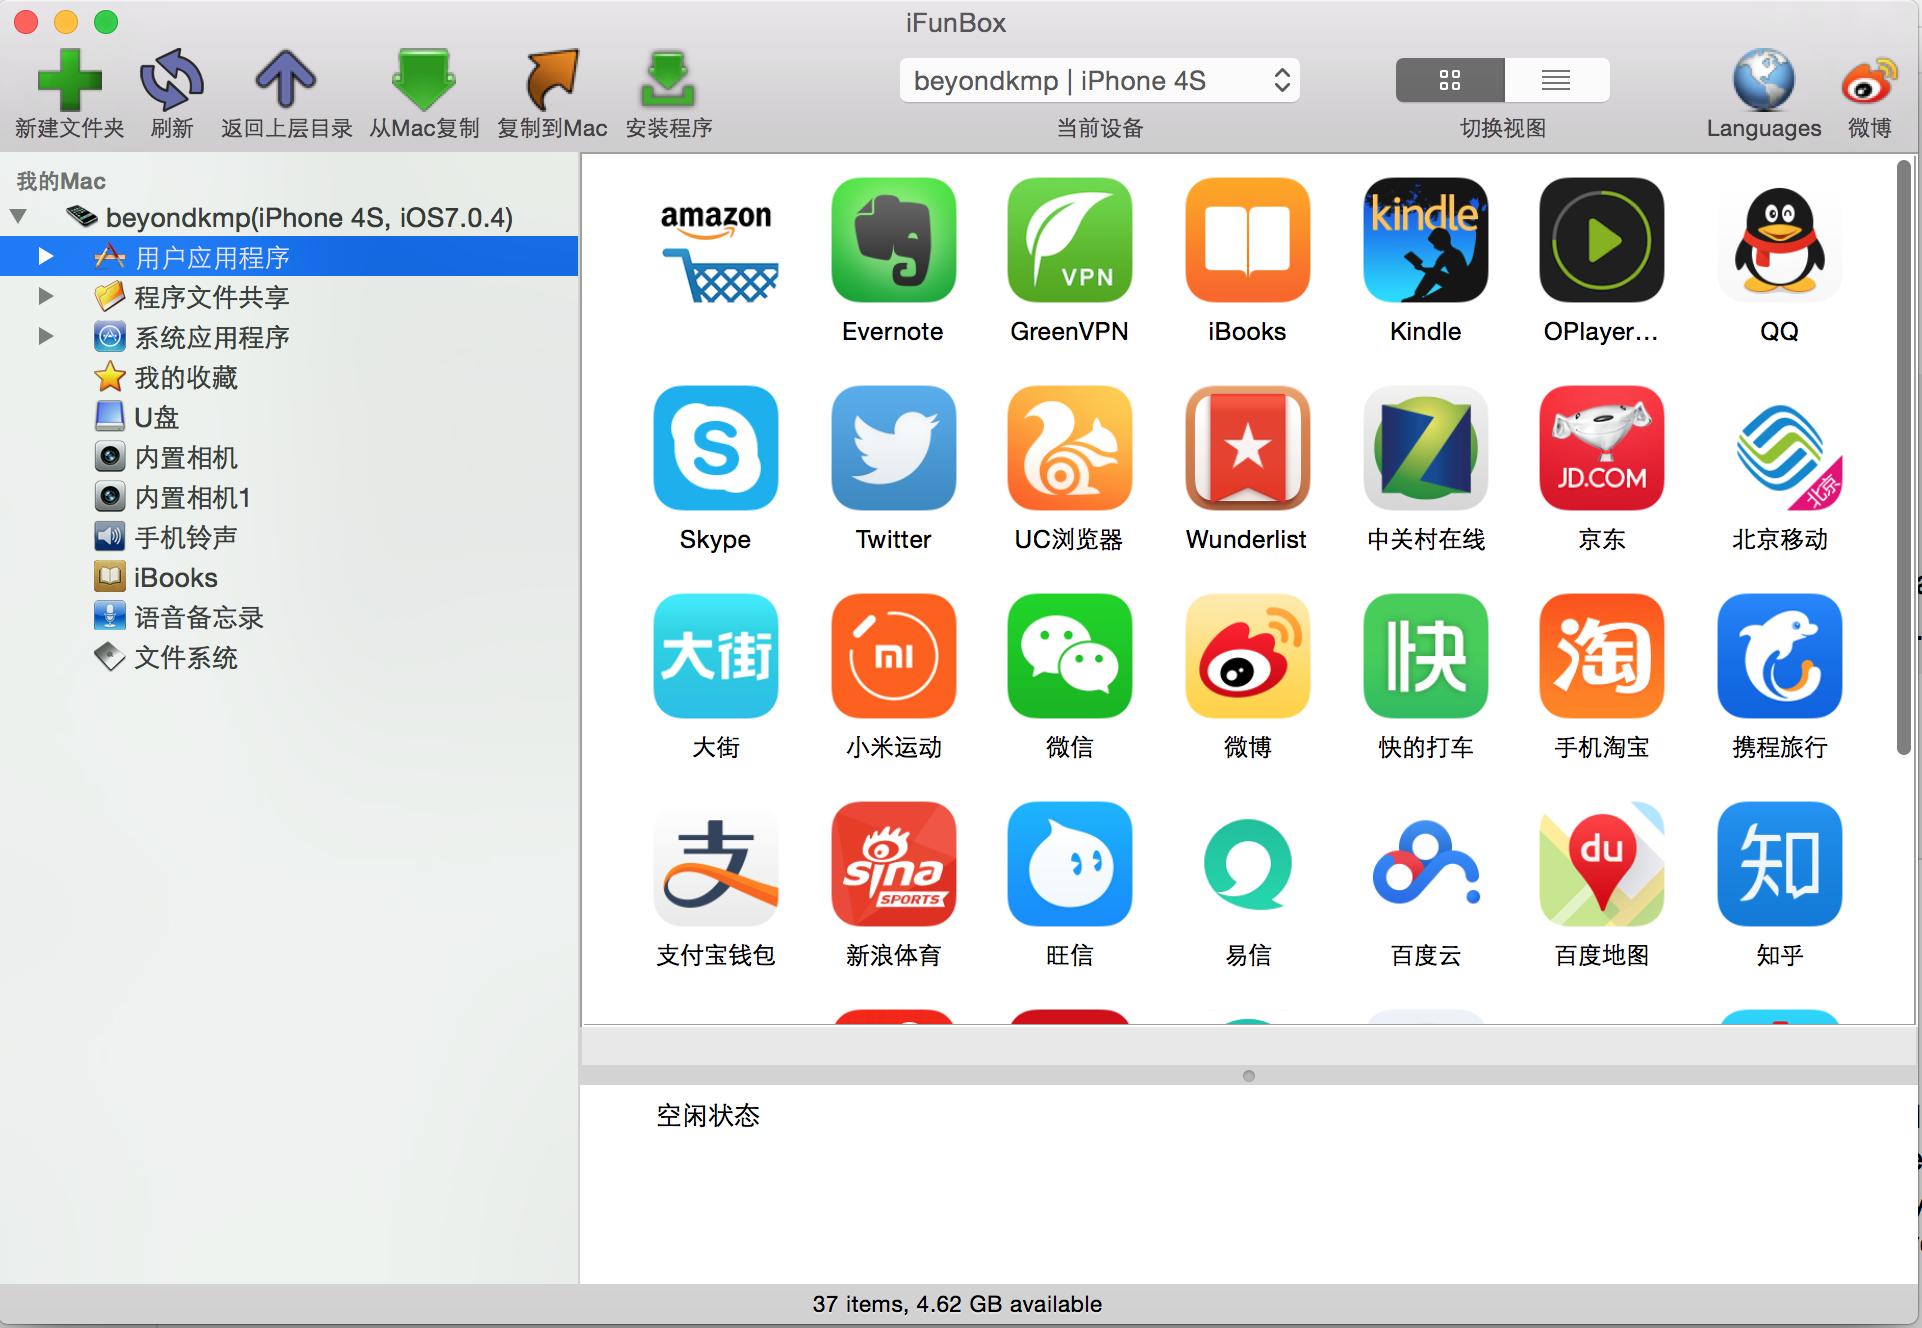 iFunBox
新建文件夹 刷新 返回上层目录 从Mac复制 复制到Mac 安装程序
beyondkmp | iPhone 4S
当前设备
切换视图
Languages 微博
我的Mac
beyondkmp(iPhone 4S, iOS7.0.4)
用户应用程序
程序文件共享
系统应用程序
我的收藏
U盘
内置相机
内置相机1
手机铃声
iBooks
语音备忘录
文件系统
amazon
VPN
kindle
Evernote GreenVPN iBooks Kindle OPlayer... QQ
S
JD.COM
北京
Skype Twitter UC浏览器 Wunderlist 中关村在线 京东 北京移动
大街
mi
快
淘
大街 小米运动 微信 微博 快的打车 手机淘宝 携程旅行
支
sina
SPORTS
du
知
支付宝钱包 新浪体育 旺信 易信 百度云 百度地图 知乎
空闲状态
37 items, 4.62 GB available